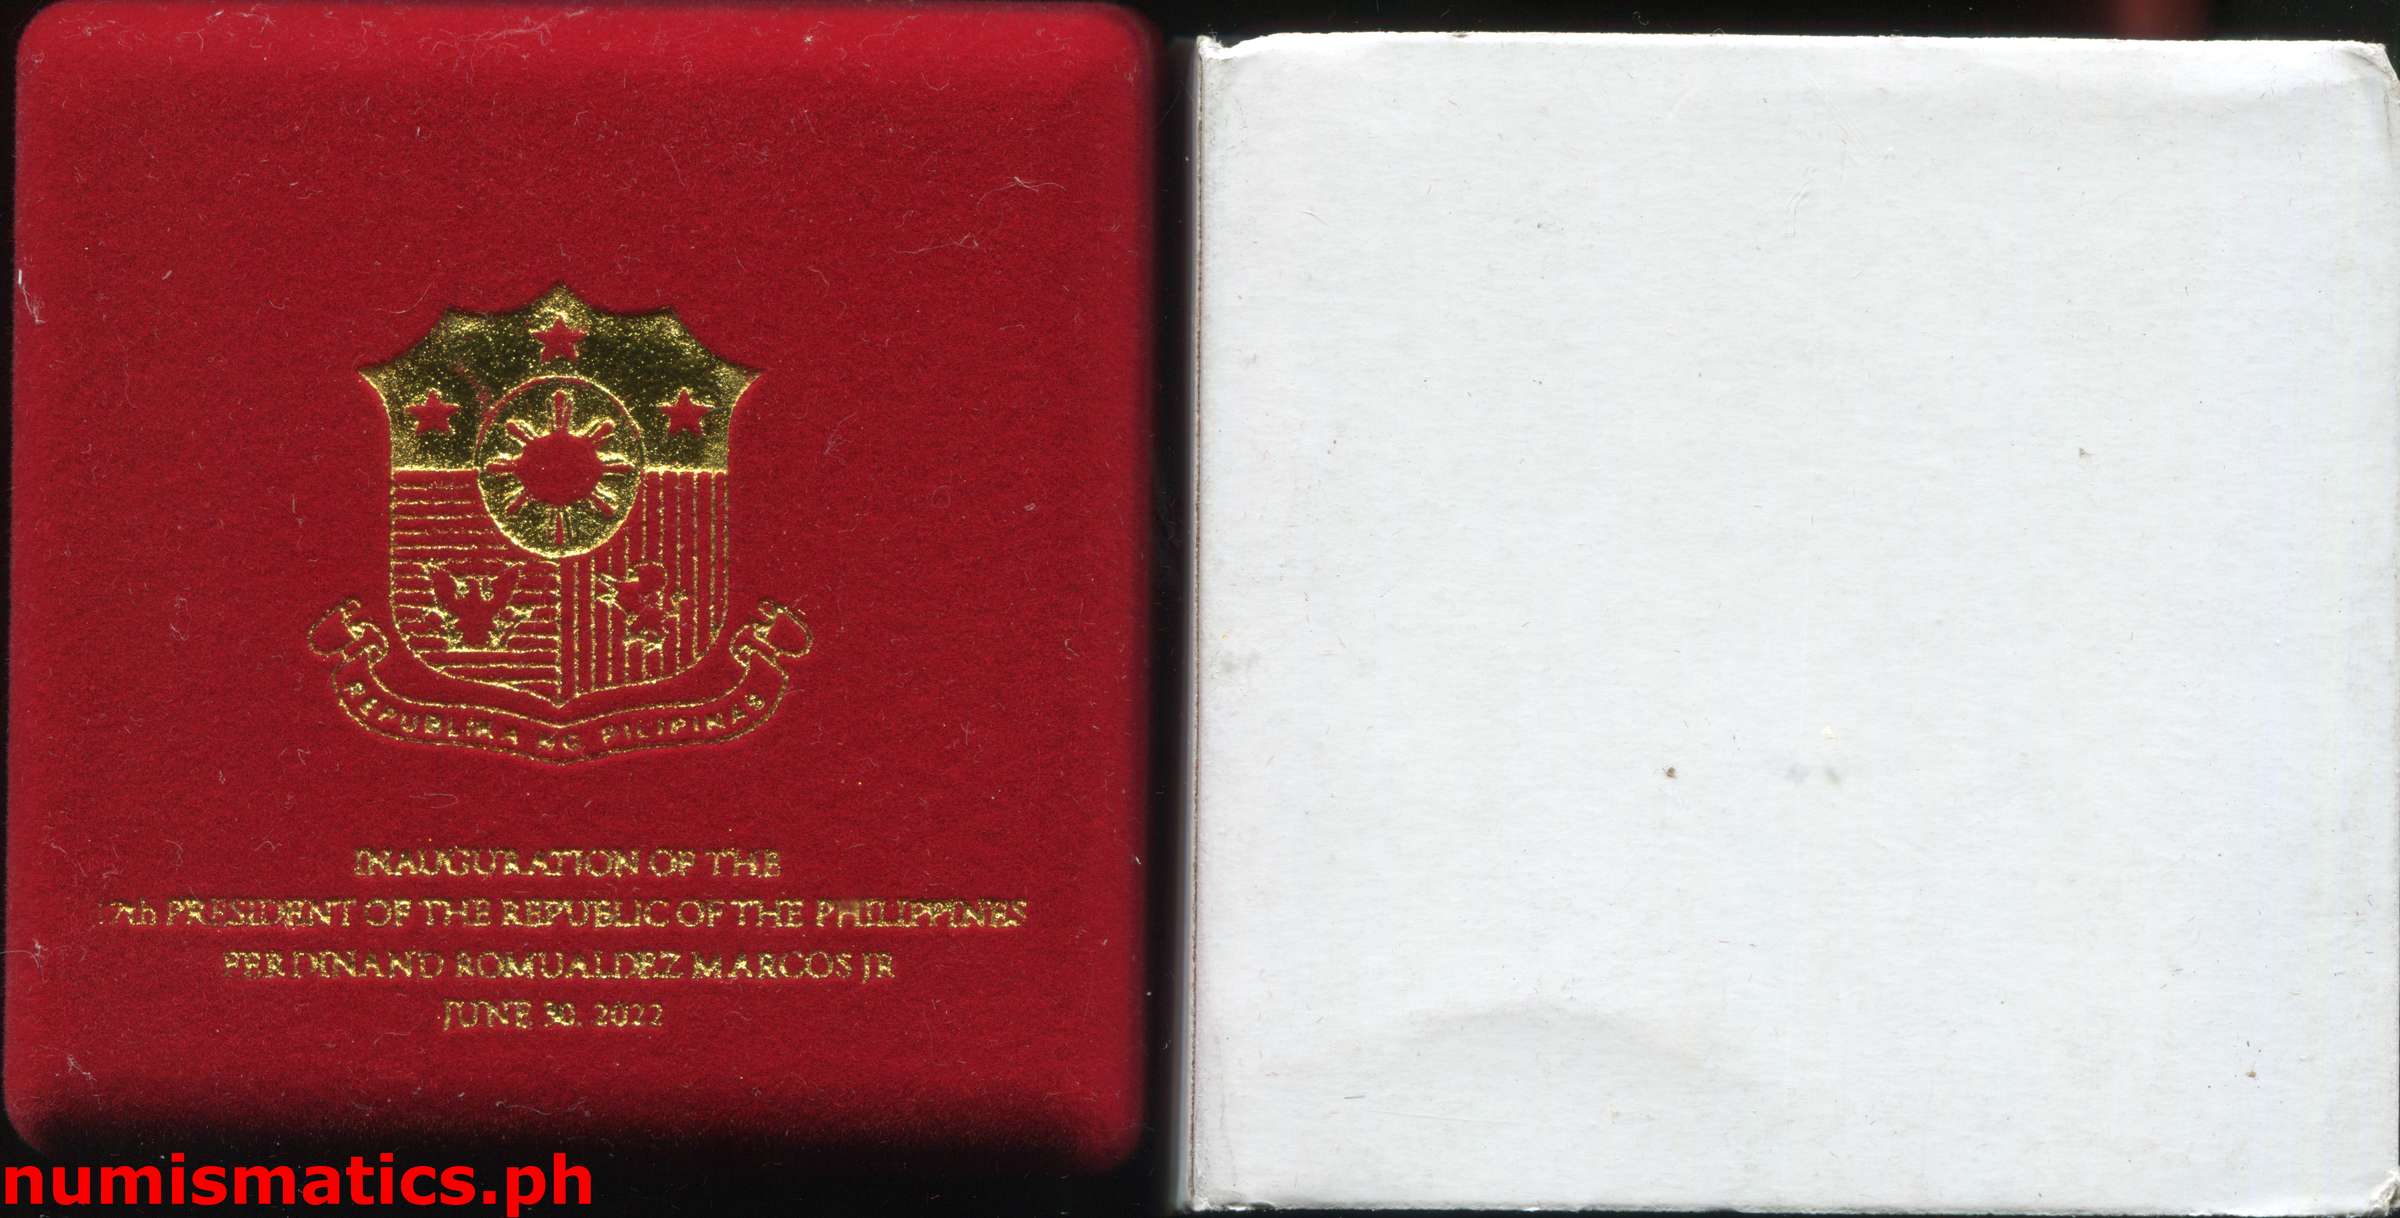 REPUBLIKA NG PILIPINAS
INAUGURATION OF THE
17th PRESIDENT OF THE REPUBLIC OF THE PHILIPPINES
FERDINAND ROMUALDEZ MARCOS JR
JUNE 30, 2022
numismatics.ph